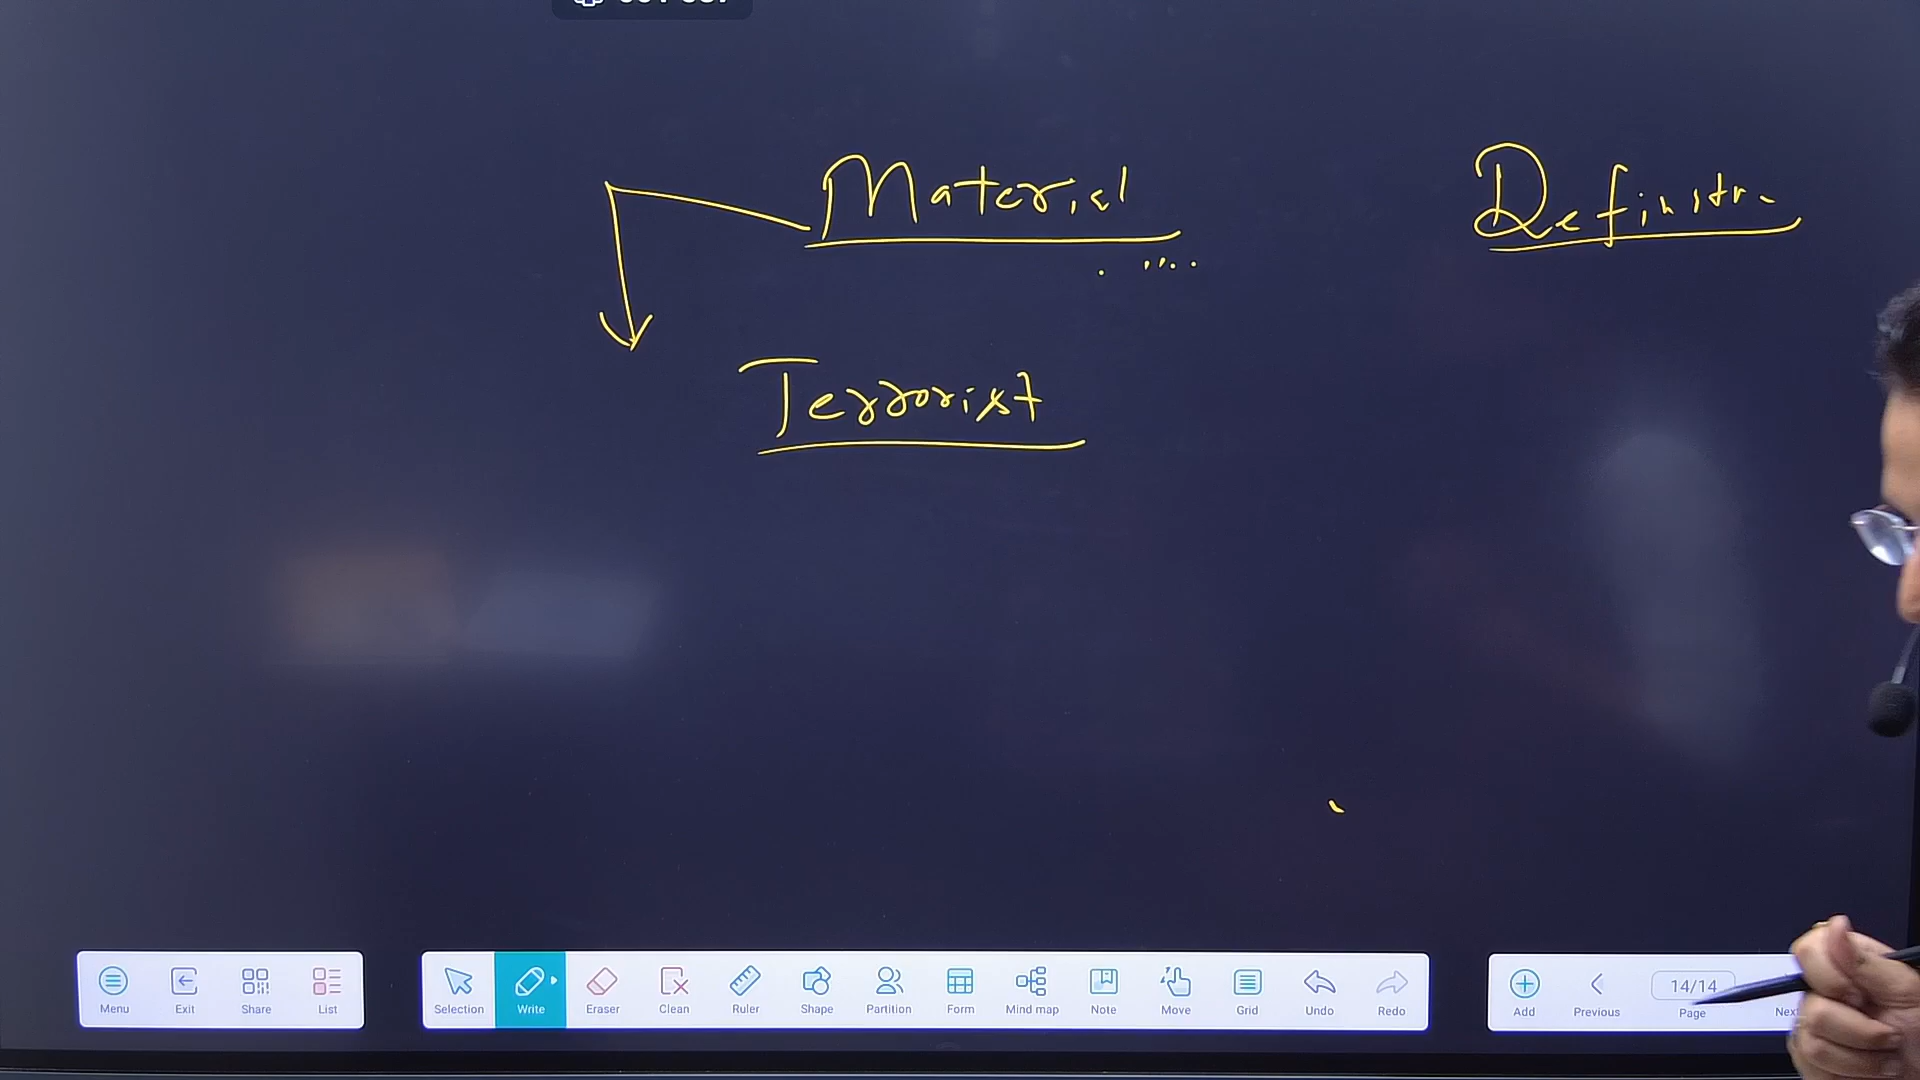 Material
Definitn
Terrorist
Menu Exit Share List Selection Write Eraser Clean Ruler Shape Partition Form Mind map Note Move Grid Undo Redo Add Previous 14/14 Page